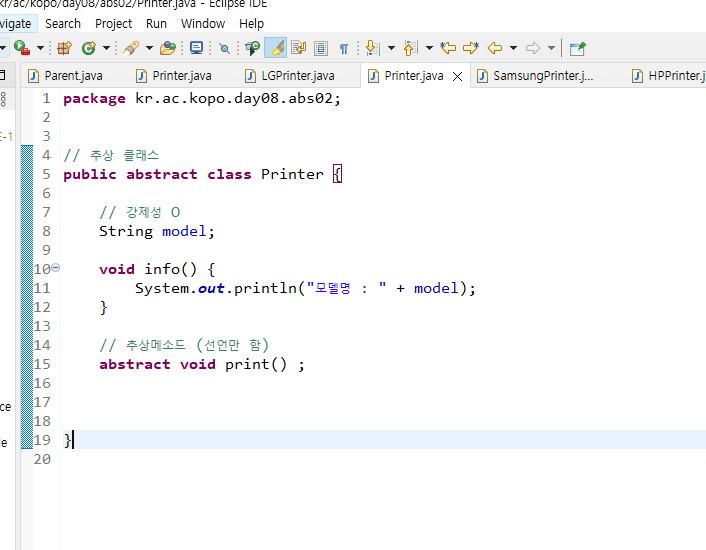 kr/ac/kopo/day08/abs02/Printer.java - Eclipse IDE
vigate Search Project Run Window Help
Parent.java Printer.java LGPrinter.java Printer.java SamsungPrinter.j... HPPrinter.j
1 package kr.ac.kopo.day08.abs02;
2
3
4 // 추상 클래스
5 public abstract class Printer {
6
7 // 강제성 O
8 String model;
9
10 void info() {
11 System.out.println("모델명 : " + model);
12 }
13
14 // 추상메소드 (선언만 함)
15 abstract void print() ;
16
17
18
19 }
20
E-1
ce
le